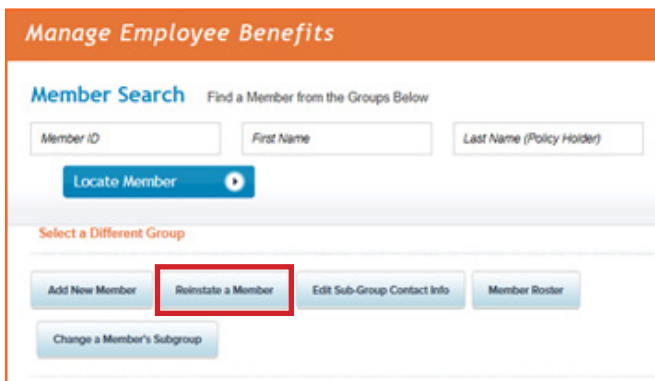 Manage Employee Benefits
Member Search Find a Member from the Groups Below
Member ID First Name Last Name (Policy Holder)
Locate Member
Select a Different Group
Add New Member Reinstate a Member Edit Sub-Group Contact Info Member Roster
Change a Member's Subgroup